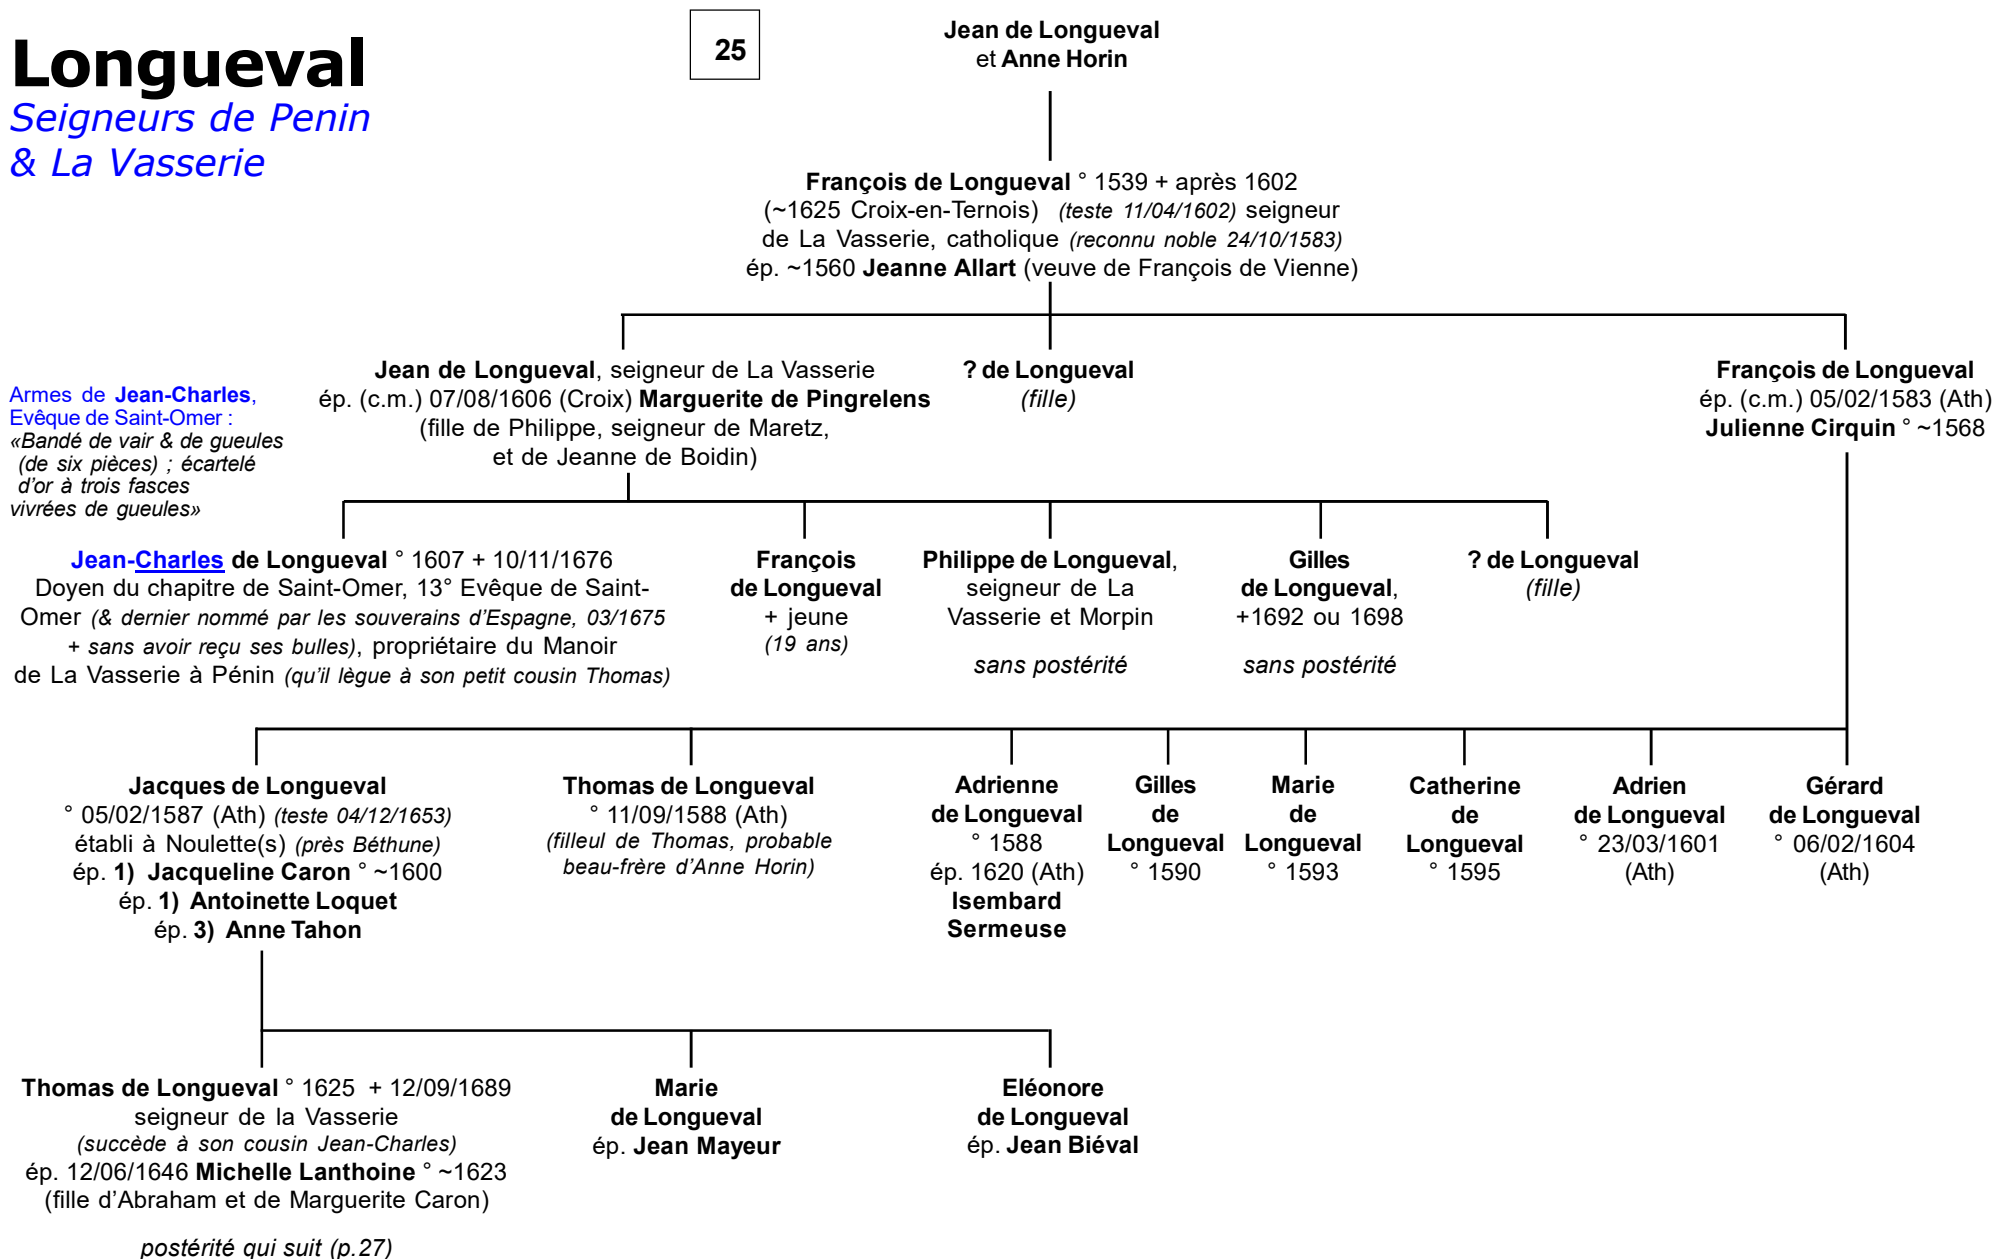 Longueval
Seigneurs de Penin
& La Vasserie
25
Jean de Longueval
et Anne Horin
François de Longueval ° 1539 + après 1602
(~1625 Croix-en-Ternois) (teste 11/04/1602) seigneur
de La Vasserie, catholique (reconnu noble 24/10/1583)
ép. ~1560 Jeanne Allart (veuve de François de Vienne)
Armes de Jean-Charles,
Evêque de Saint-Omer :
«Bandé de vair & de gueules
(de six pièces) ; écartelé
d'or à trois fasces
vivrées de gueules»
Jean de Longueval, seigneur de La Vasserie
ép. (c.m.) 07/08/1606 (Croix) Marguerite de Pingrelens
(fille de Philippe, seigneur de Maretz,
et de Jeanne de Boidin)
? de Longueval
(fille)
François de Longueval
ép. (c.m.) 05/02/1583 (Ath)
Julienne Cirquin ° ~1568
Jean-Charles de Longueval ° 1607 + 10/11/1676
Doyen du chapitre de Saint-Omer, 13° Evêque de Saint-
Omer (& dernier nommé par les souverains d'Espagne, 03/1675
+ sans avoir reçu ses bulles), propriétaire du Manoir
de La Vasserie à Pénin (qu'il lègue à son petit cousin Thomas)
François
de Longueval
+ jeune
(19 ans)
Philippe de Longueval,
seigneur de La
Vasserie et Morpin
sans postérité
Gilles
de Longueval,
+1692 ou 1698
sans postérité
? de Longueval
(fille)
Jacques de Longueval
° 05/02/1587 (Ath) (teste 04/12/1653)
établi à Noulette(s) (près Béthune)
ép. 1) Jacqueline Caron ° ~1600
ép. 1) Antoinette Loquet
ép. 3) Anne Tahon
Thomas de Longueval
° 11/09/1588 (Ath)
(filleul de Thomas, probable
beau-frère d'Anne Horin)
Adrienne
de Longueval
° 1588
ép. 1620 (Ath)
Isembard
Sermeuse
Gilles
de
Longueval
° 1590
Marie
de
Longueval
° 1593
Catherine
de
Longueval
° 1595
Adrien
de Longueval
° 23/03/1601
(Ath)
Gérard
de Longueval
° 06/02/1604
(Ath)
Thomas de Longueval ° 1625 + 12/09/1689
seigneur de la Vasserie
(succède à son cousin Jean-Charles)
ép. 12/06/1646 Michelle Lanthoine ° ~1623
(fille d'Abraham et de Marguerite Caron)
postérité qui suit (p.27)
Marie
de Longueval
ép. Jean Mayeur
Eléonore
de Longueval
ép. Jean Biéval